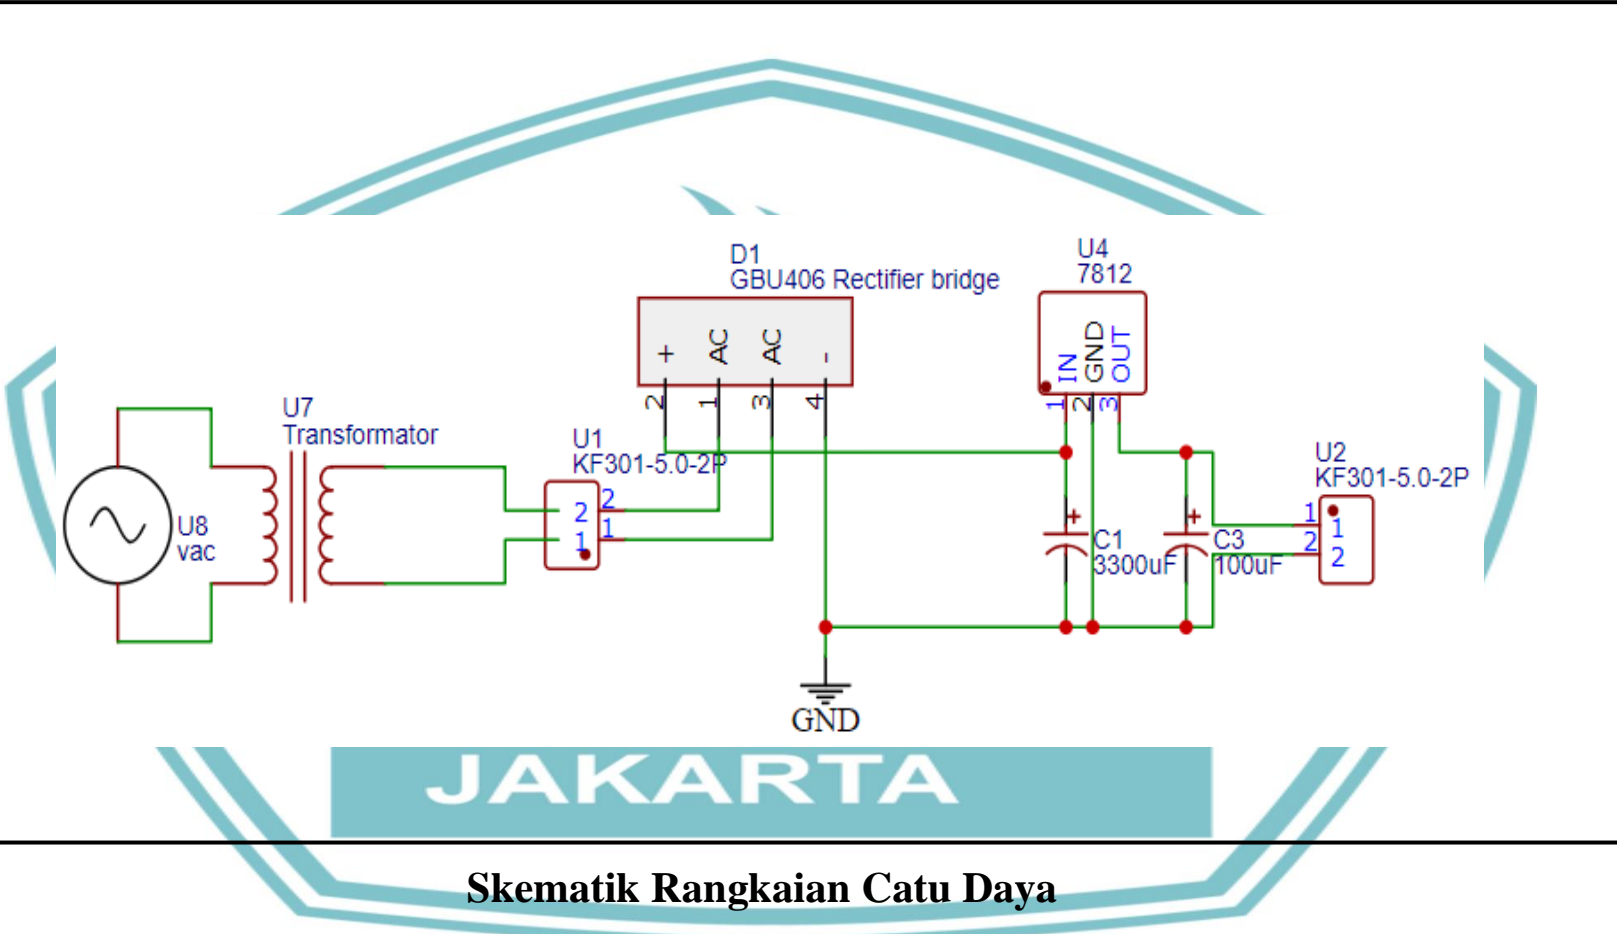 D1
GBU406 Rectifier bridge
+ AC AC -
2 1 3 4
U4
7812
IN GND OUT
1 2 3
U7
Transformator
U8
vac
U1
KF301-5.0-2P
2 2
1 1
+
C1
3300uF
+
C3
100uF
U2
KF301-5.0-2P
1 1
2 2
GND
JAKARTA
Skematik Rangkaian Catu Daya